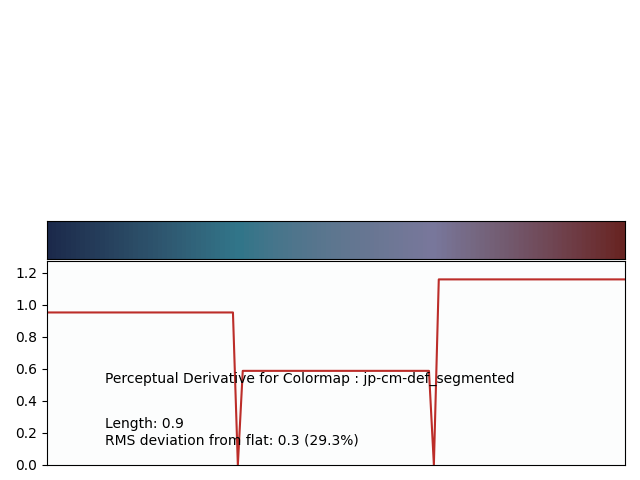 1.2
1.0
0.8
0.6
Perceptual Derivative for Colormap : jp-cm-def_segmented
0.4
Length: 0.9
0.2
RMS deviation from flat: 0.3 (29.3%)
0.0